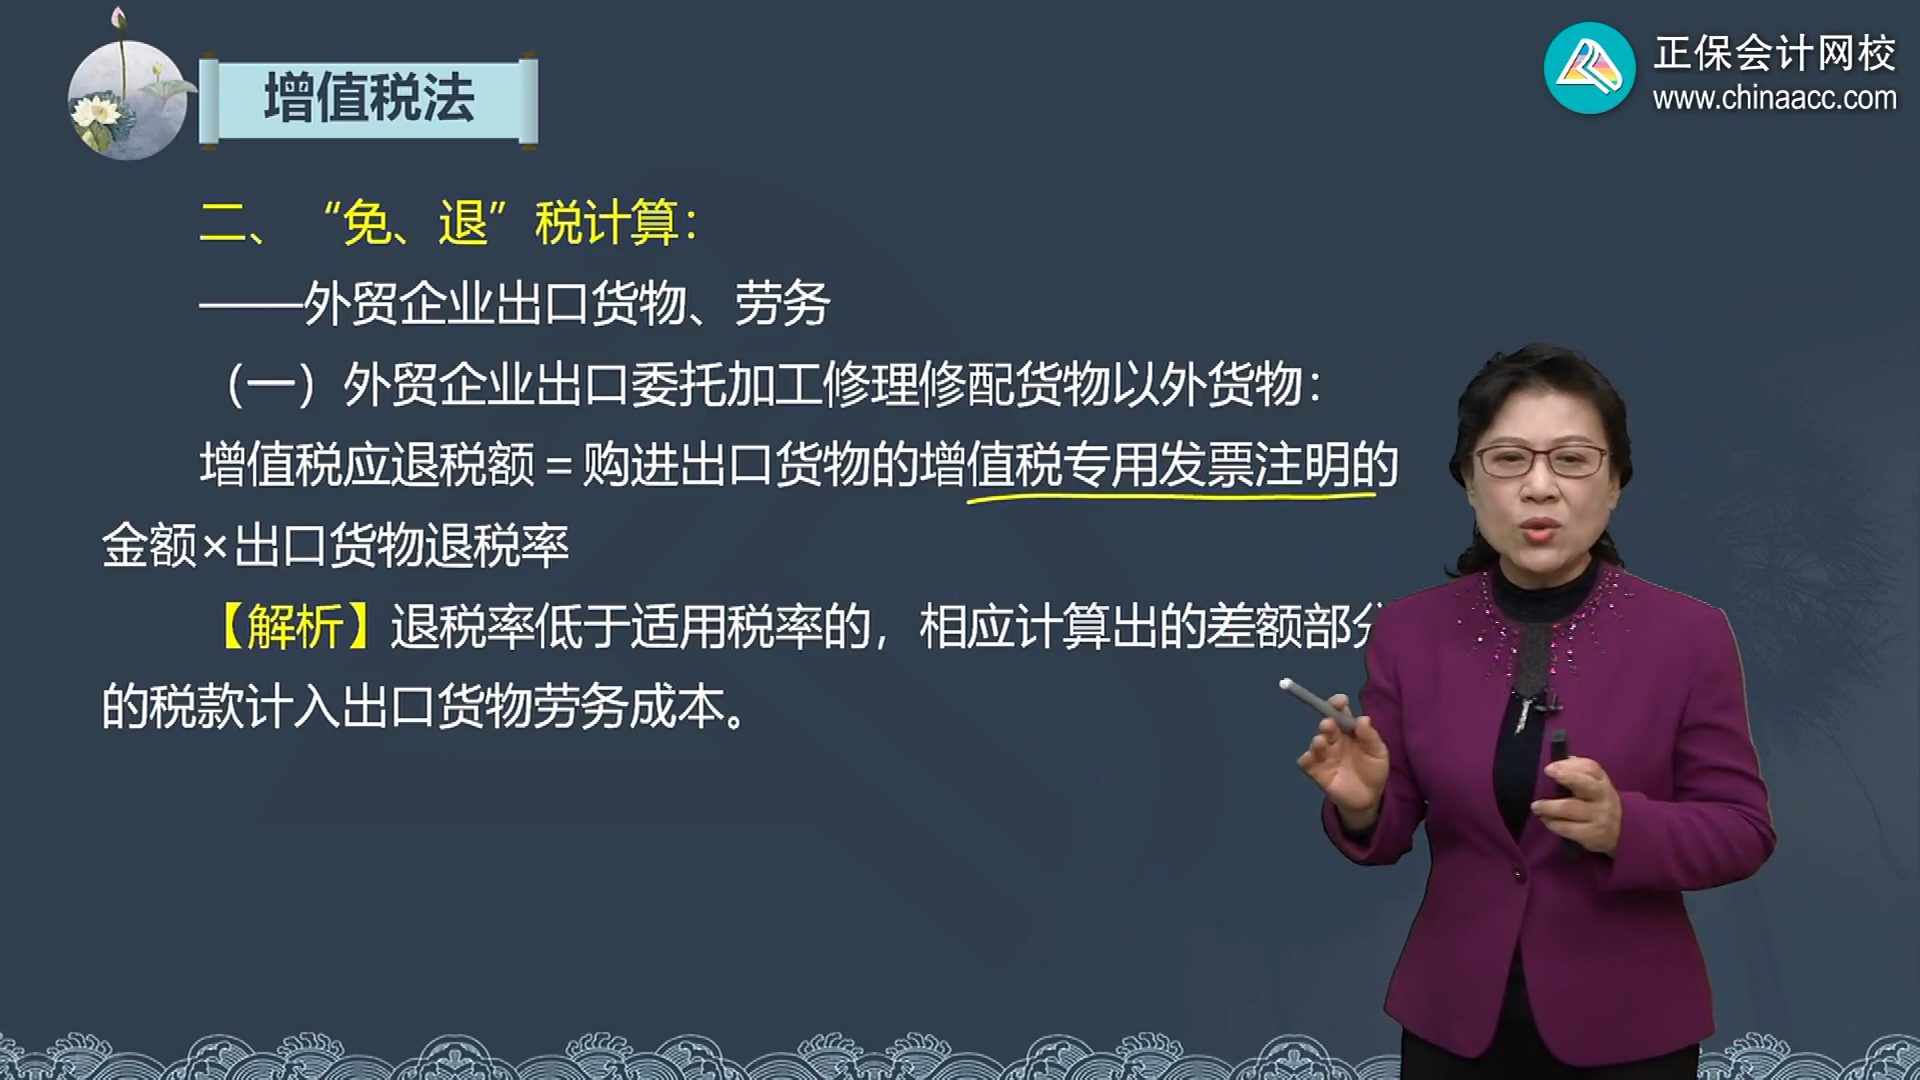 增值税法
正保会计网校
www.chinaacc.com
二、“免、退”税计算：
——外贸企业出口货物、劳务
（一）外贸企业出口委托加工修理修配货物以外货物：
增值税应退税额＝购进出口货物的增值税专用发票注明的
金额×出口货物退税率
【解析】退税率低于适用税率的，相应计算出的差额部分
的税款计入出口货物劳务成本。